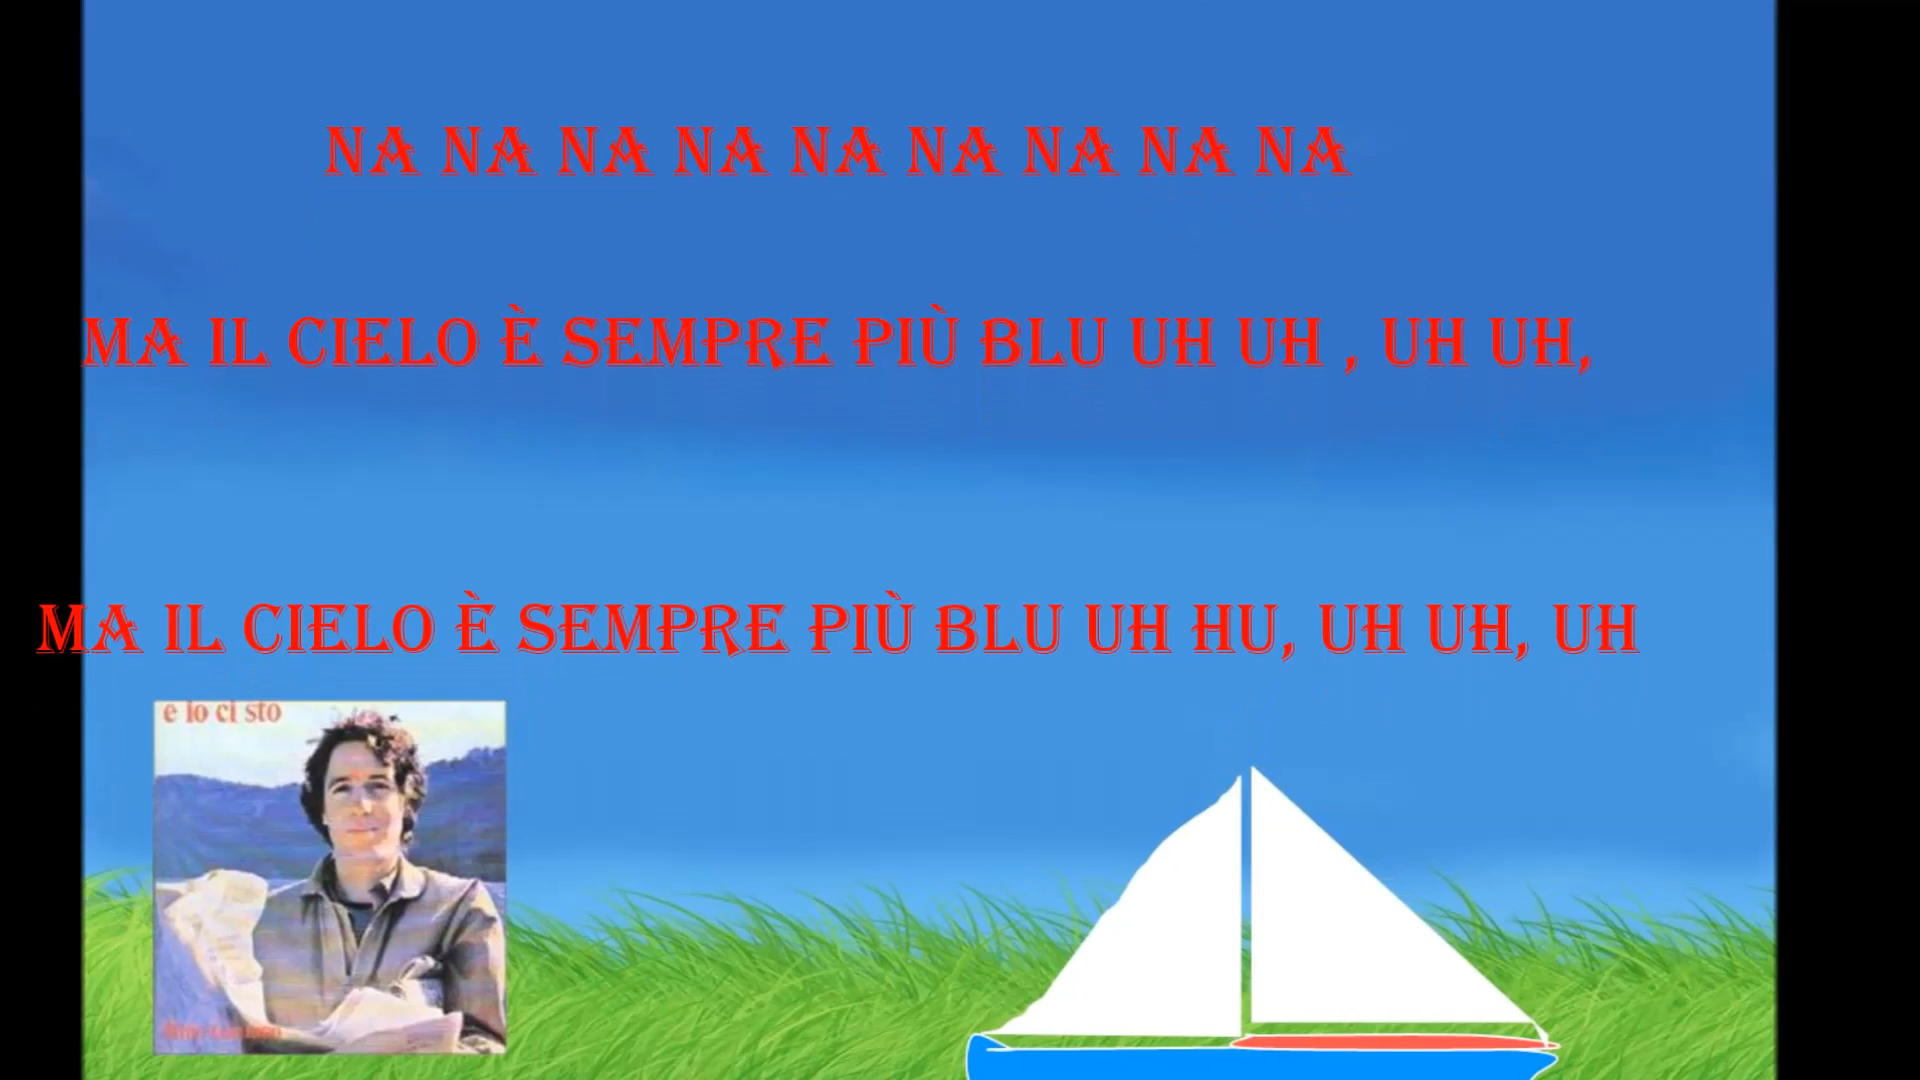 NA NA NA NA NA NA NA NA NA
MA IL CIELO È SEMPRE PIÙ BLU UH UH , UH UH,
MA IL CIELO È SEMPRE PIÙ BLU UH HU, UH UH, UH
e io ci sto